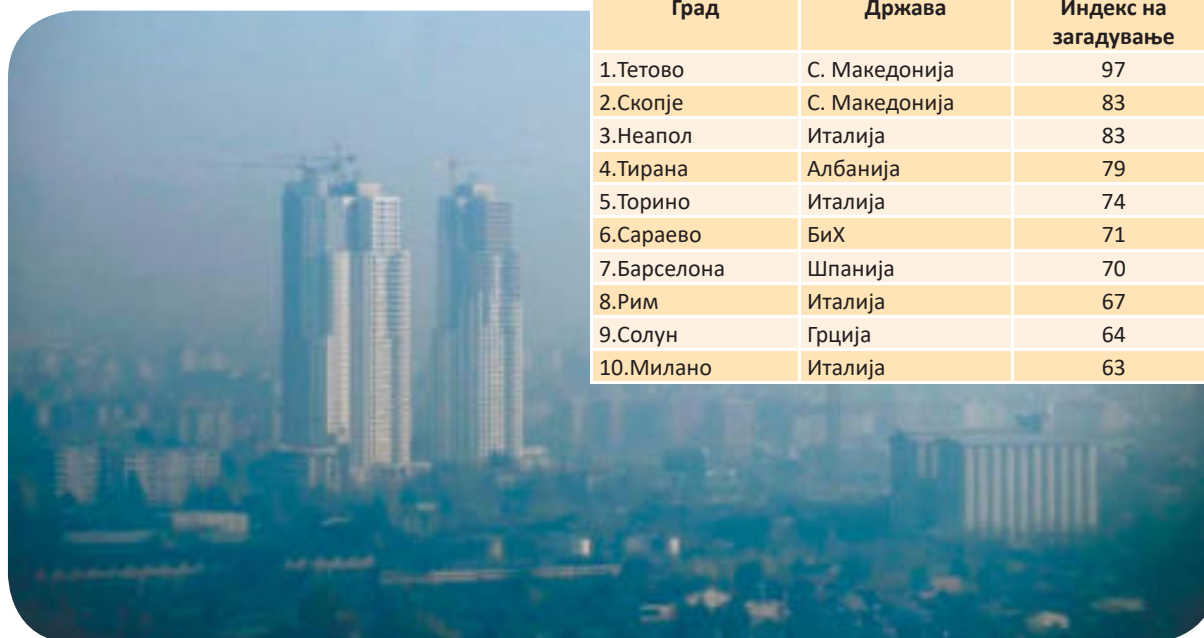 Град Држава Индекс на
загадување
1.Тетово С. Македонија 97
2.Скопје С. Македонија 83
3.Неапол Италија 83
4.Тирана Албанија 79
5.Торино Италија 74
6.Сараево БиХ 71
7.Барселона Шпанија 70
8.Рим Италија 67
9.Солун Грција 64
10.Милано Италија 63